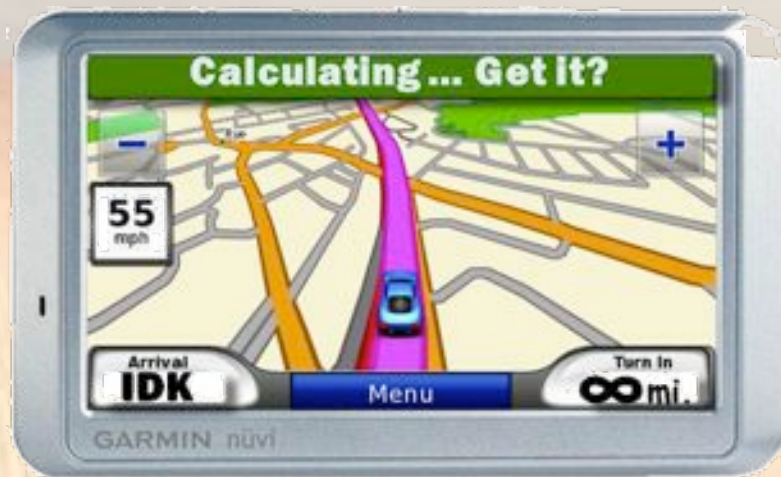 Calculating ... Get it?
−
+
55
mph
Arrival
IDK
Menu
Turn In
∞ mi.
GARMIN nüvi